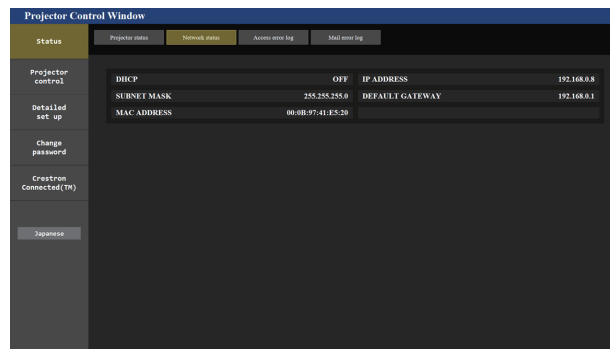 Projector Control Window
Status
Projector status
Network status
Access error log
Mail error log
Projector
control
Detailed
set up
Change
password
Crestron
Connected(TM)
Japanese
DHCP OFF IP ADDRESS 192.168.0.8
SUBNET MASK 255.255.255.0 DEFAULT GATEWAY 192.168.0.1
MAC ADDRESS 00:0B:97:41:E5:20